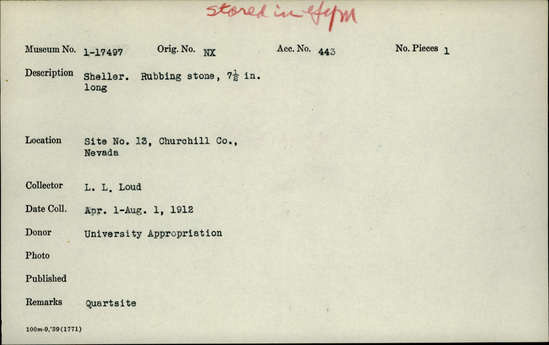 stored in Gym
Museum No. 1-17497 Orig. No. NX Acc. No. 443 No. Pieces 1
Description Sheller. Rubbing stone, 7½ in.
long
Location Site No. 13, Churchill Co.,
Nevada
Collector L. L. Loud
Date Coll. Apr. 1-Aug. 1, 1912
Donor University Appropriation
Photo
Published
Remarks Quartsite
100m-9,'39(1771)